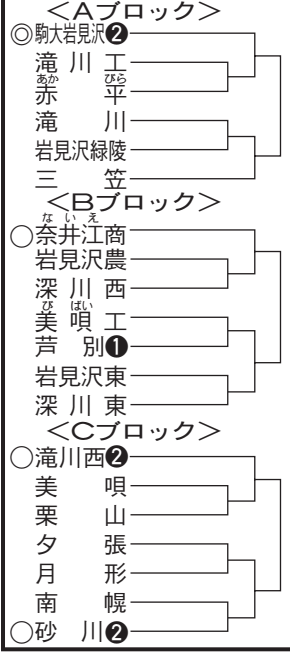 <Aブロック>
◎駒大岩見沢❷
滝川工
あか びら
赤平
滝川
岩見沢緑陵
三笠
<Bブロック>
ないえ
○奈井江商
岩見沢農
深川西
び ばい
美唄工
芦別❶
岩見沢東
深川東
<Cブロック>
○滝川西❷
美唄
栗山
夕張
月形
南幌
○砂川❷